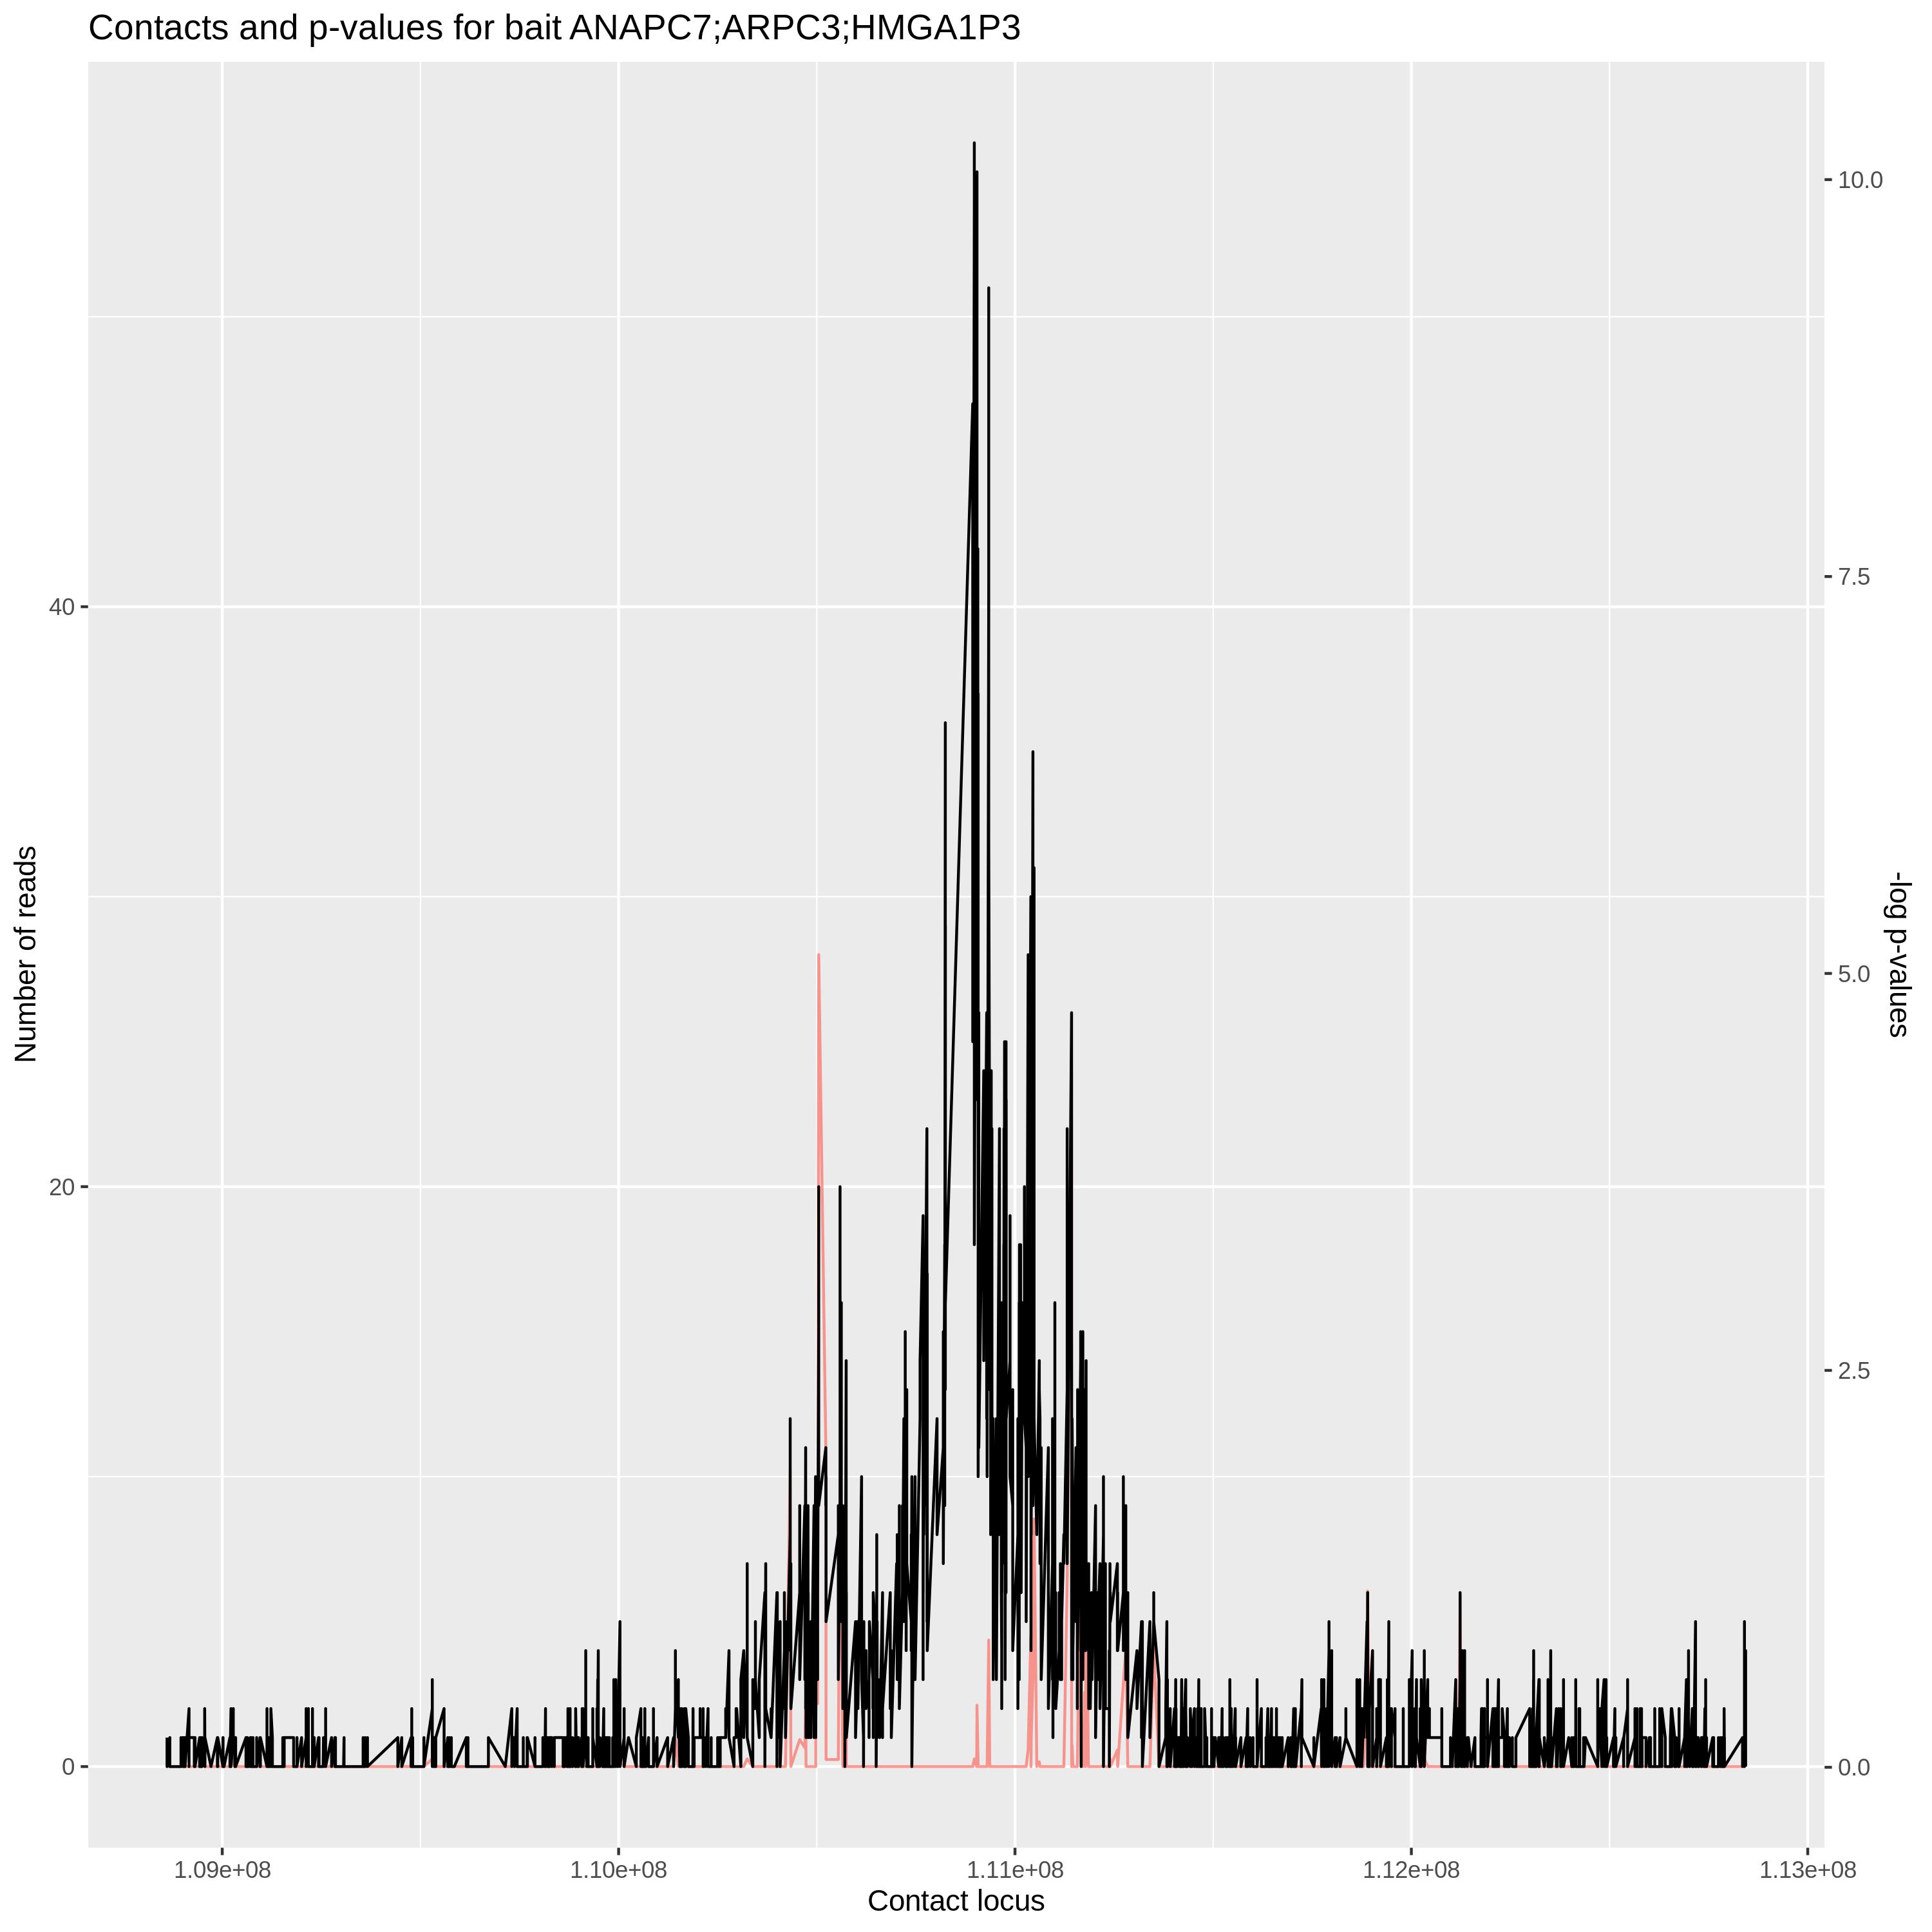 Contacts and p-values for bait ANAPC7;ARPC3;HMGA1P3
10.0
7.5
40
Number of reads
-log p-values
5.0
20
2.5
0
0.0
1.09e+08
1.10e+08
1.11e+08
1.12e+08
1.13e+08
Contact locus